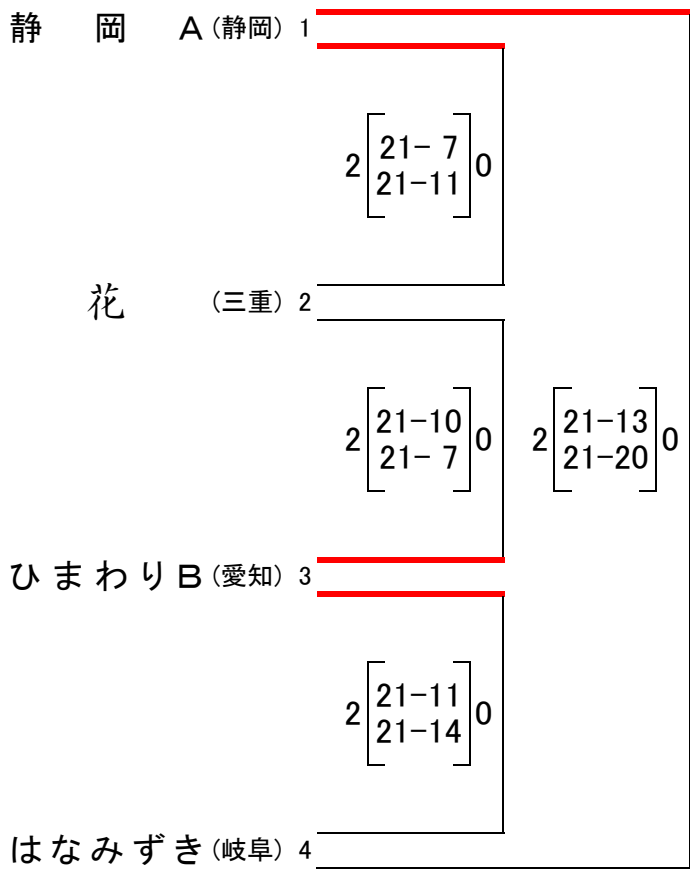 静岡A(静岡) 1
2 [21- 7 21-11] 0
花 (三重) 2
2 [21-10 21- 7] 0
2 [21-13 21-20] 0
ひまわりB(愛知) 3
2 [21-11 21-14] 0
はなみずき(岐阜) 4